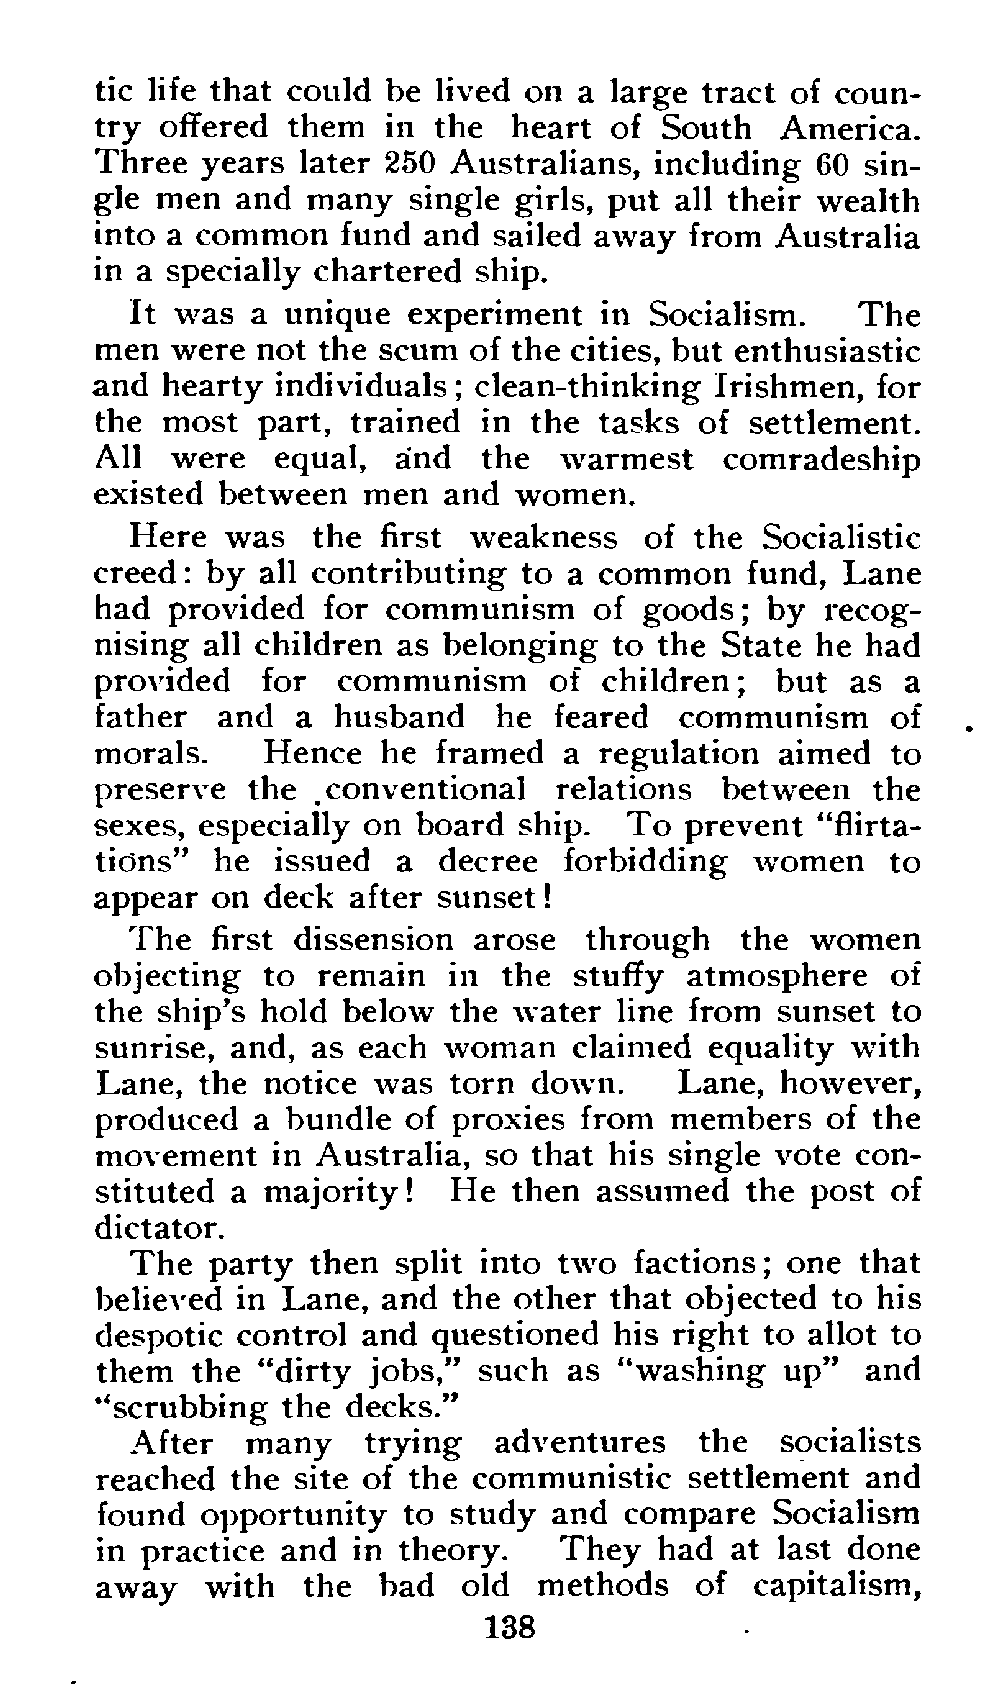 tic life that could be lived on a large tract of coun-
try offered them in the heart of South America.
Three years later 250 Australians, including 60 sin-
gle men and many single girls, put all their wealth
into a common fund and sailed away from Australia
in a specially chartered ship.
It was a unique experiment in Socialism. The
men were not the scum of the cities, but enthusiastic
and hearty individuals; clean-thinking Irishmen, for
the most part, trained in the tasks of settlement.
All were equal, and the warmest comradeship
existed between men and women.
Here was the first weakness of the Socialistic
creed: by all contributing to a common fund, Lane
had provided for communism of goods; by recog-
nising all children as belonging to the State he had
provided for communism of children; but as a
father and a husband he feared communism of
morals. Hence he framed a regulation aimed to
preserve the conventional relations between the
sexes, especially on board ship. To prevent “flirta-
tions” he issued a decree forbidding women to
appear on deck after sunset!
The first dissension arose through the women
objecting to remain in the stuffy atmosphere of
the ship's hold below the water line from sunset to
sunrise, and, as each woman claimed equality with
Lane, the notice was torn down. Lane, however,
produced a bundle of proxies from members of the
movement in Australia, so that his single vote con-
stituted a majority! He then assumed the post of
dictator.
The party then split into two factions; one that
believed in Lane, and the other that objected to his
despotic control and questioned his right to allot to
them the “dirty jobs,” such as “washing up” and
“scrubbing the decks.”
After many trying adventures the socialists
reached the site of the communistic settlement and
found opportunity to study and compare Socialism
in practice and in theory. They had at last done
away with the bad old methods of capitalism,
138